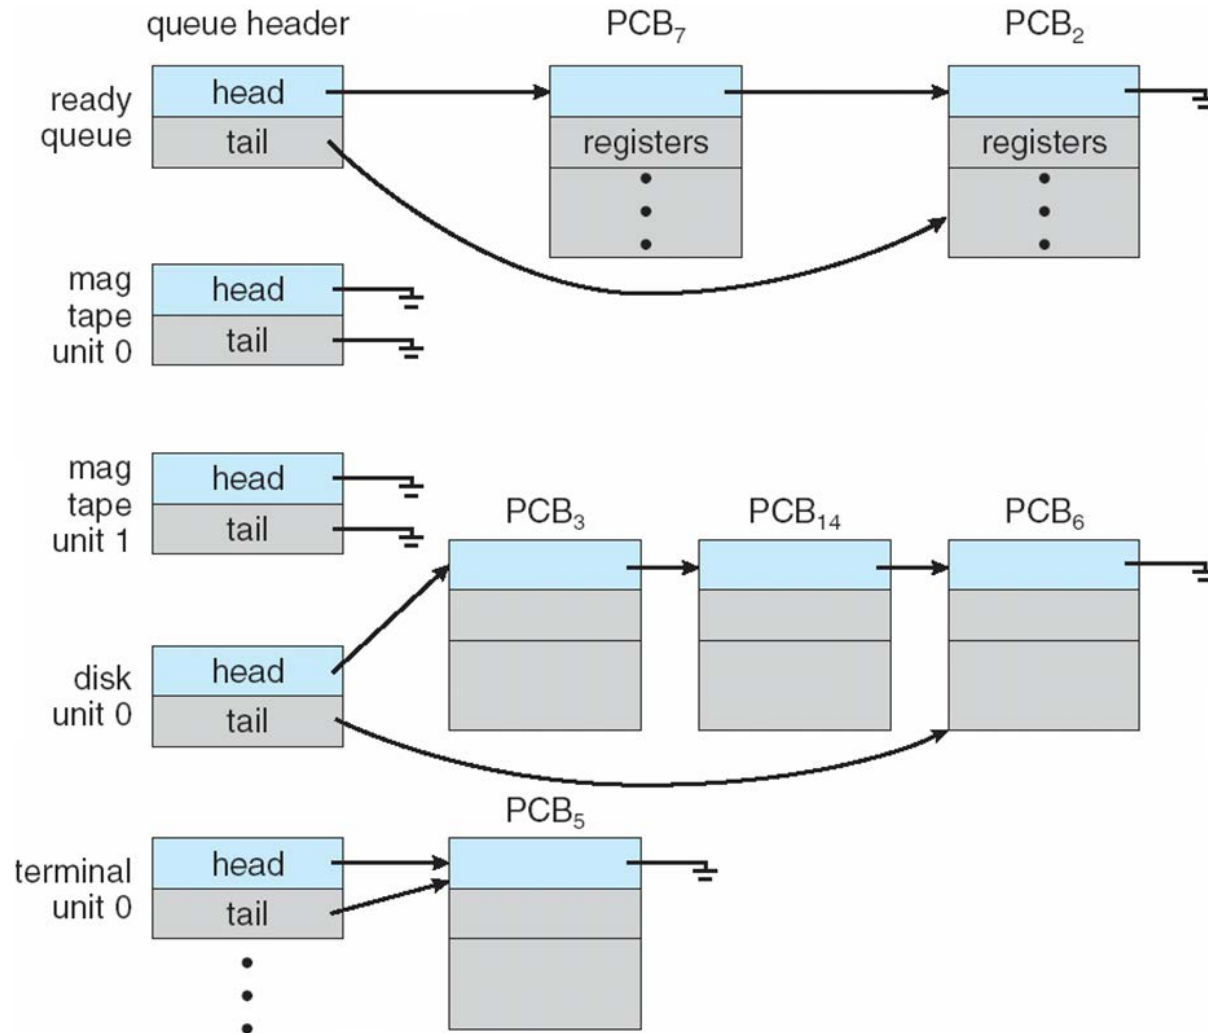 queue header
PCB7
PCB2
ready
queue
head
tail
registers
registers
mag
tape
unit 0
head
tail
mag
tape
unit 1
head
tail
PCB3
PCB14
PCB6
disk
unit 0
head
tail
PCB5
terminal
unit 0
head
tail